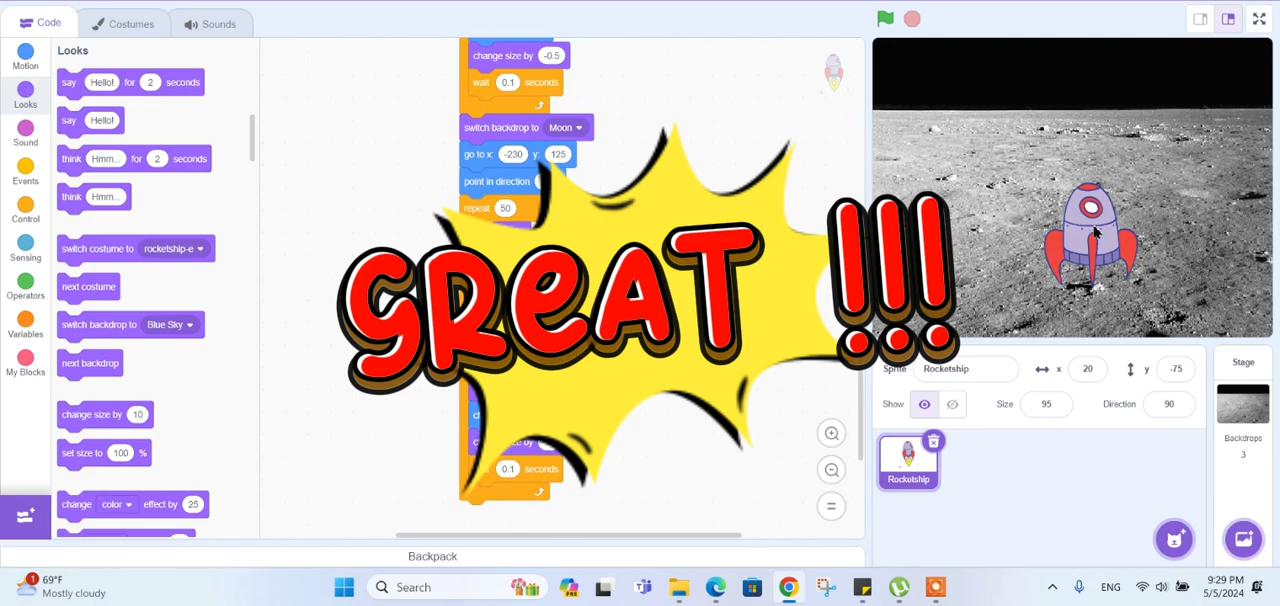 Code
Costumes
Sounds
Motion
Looks
Sound
Events
Control
Sensing
Operators
Variables
My Blocks
Looks
say Hello! for 2 seconds
say Hello!
think Hmm... for 2 seconds
think Hmm...
switch costume to rocketship-e
next costume
switch backdrop to Blue Sky
next backdrop
change size by 10
set size to 100 %
change color effect by 25
change size by -0.5
wait 0.1 seconds
switch backdrop to Moon
go to x: -230 y: 125
point in direction
repeat 50
0.1 seconds
GREAT !!!
Backpack
Sprite Rocketship x 20 y -75
Show Size 95 Direction 90
Rocketship
Stage
Backdrops
3
1
69°F
Mostly cloudy
Search
ENG
9:29 PM
5/5/2024